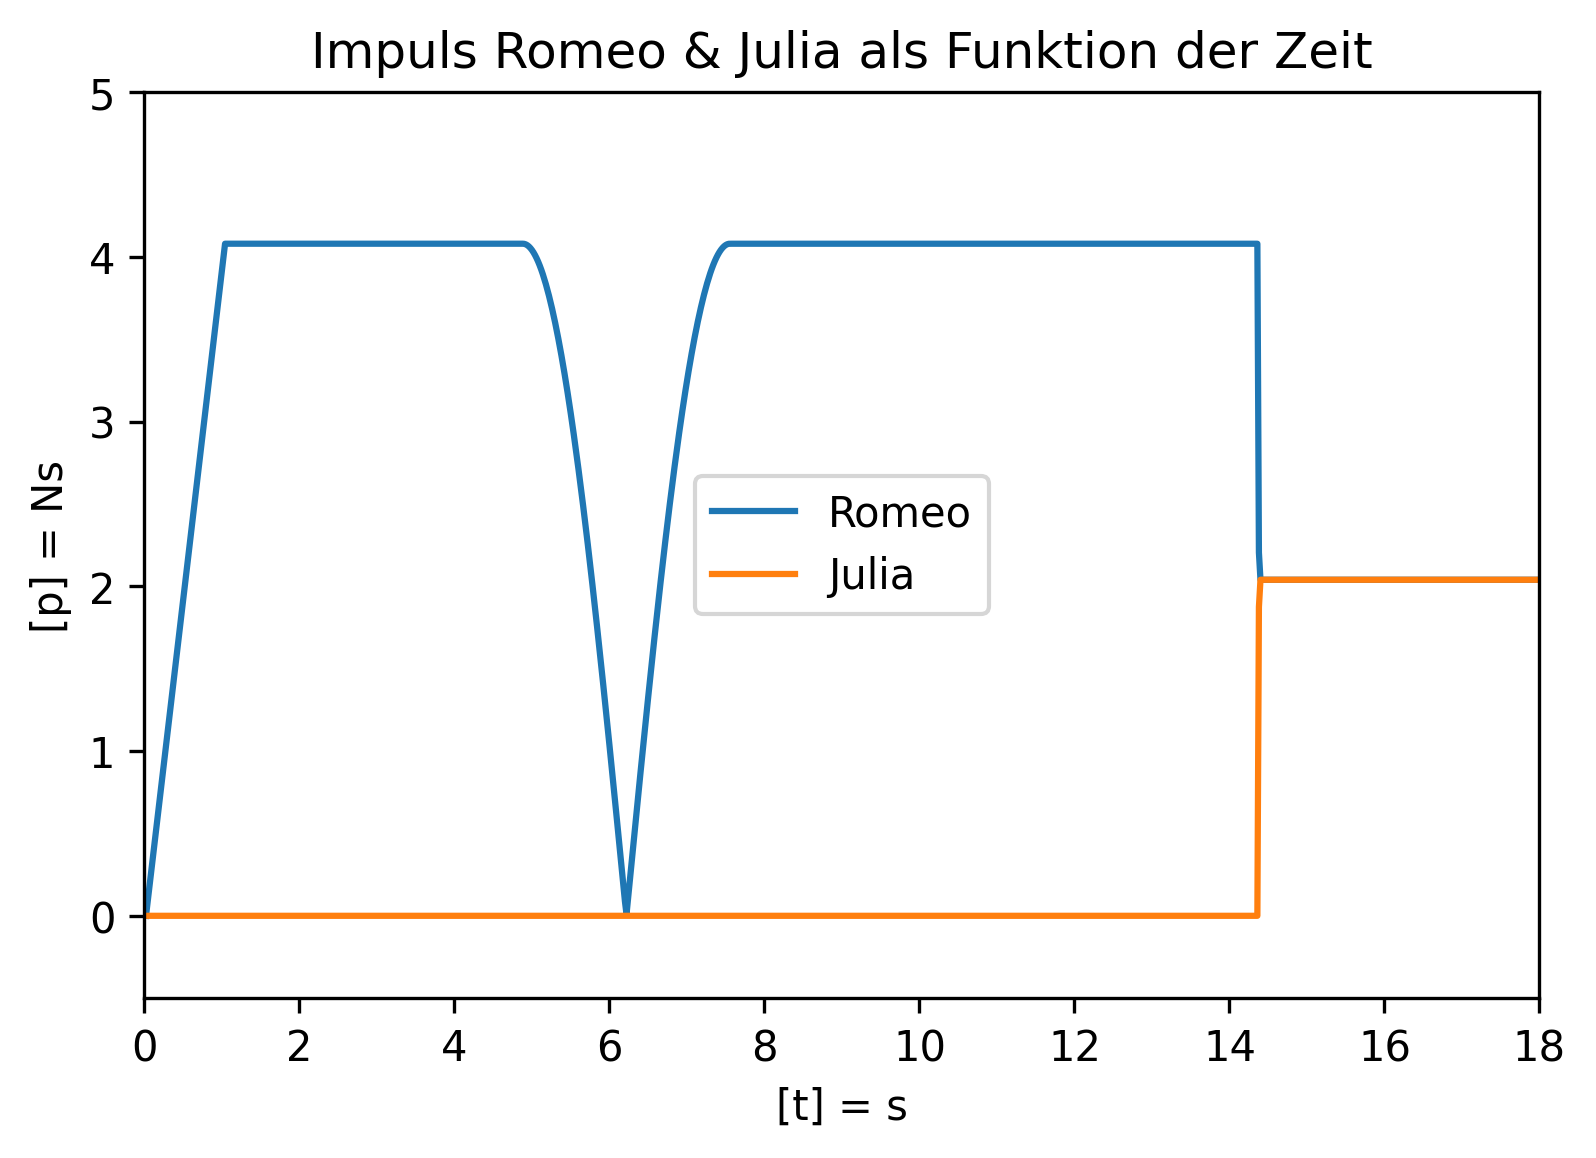 Impuls Romeo & Julia als Funktion der Zeit
5
4
3
2
1
0
[p] = Ns
Romeo
Julia
0 2 4 6 8 10 12 14 16 18
[t] = s